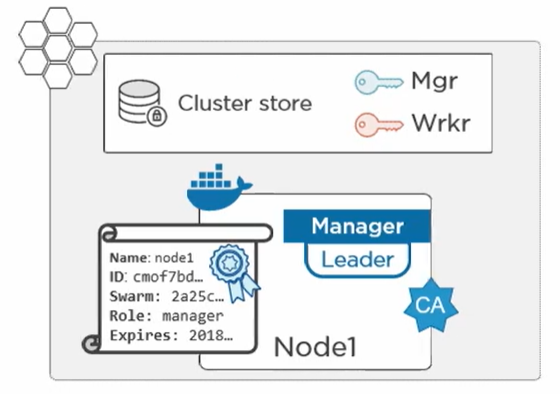 Cluster store
Mgr
Wrkr
Manager
Leader
Name: node1
ID: cmof7bd…
Swarm: 2a25c…
Role: manager
Expires: 2018…
CA
Node1